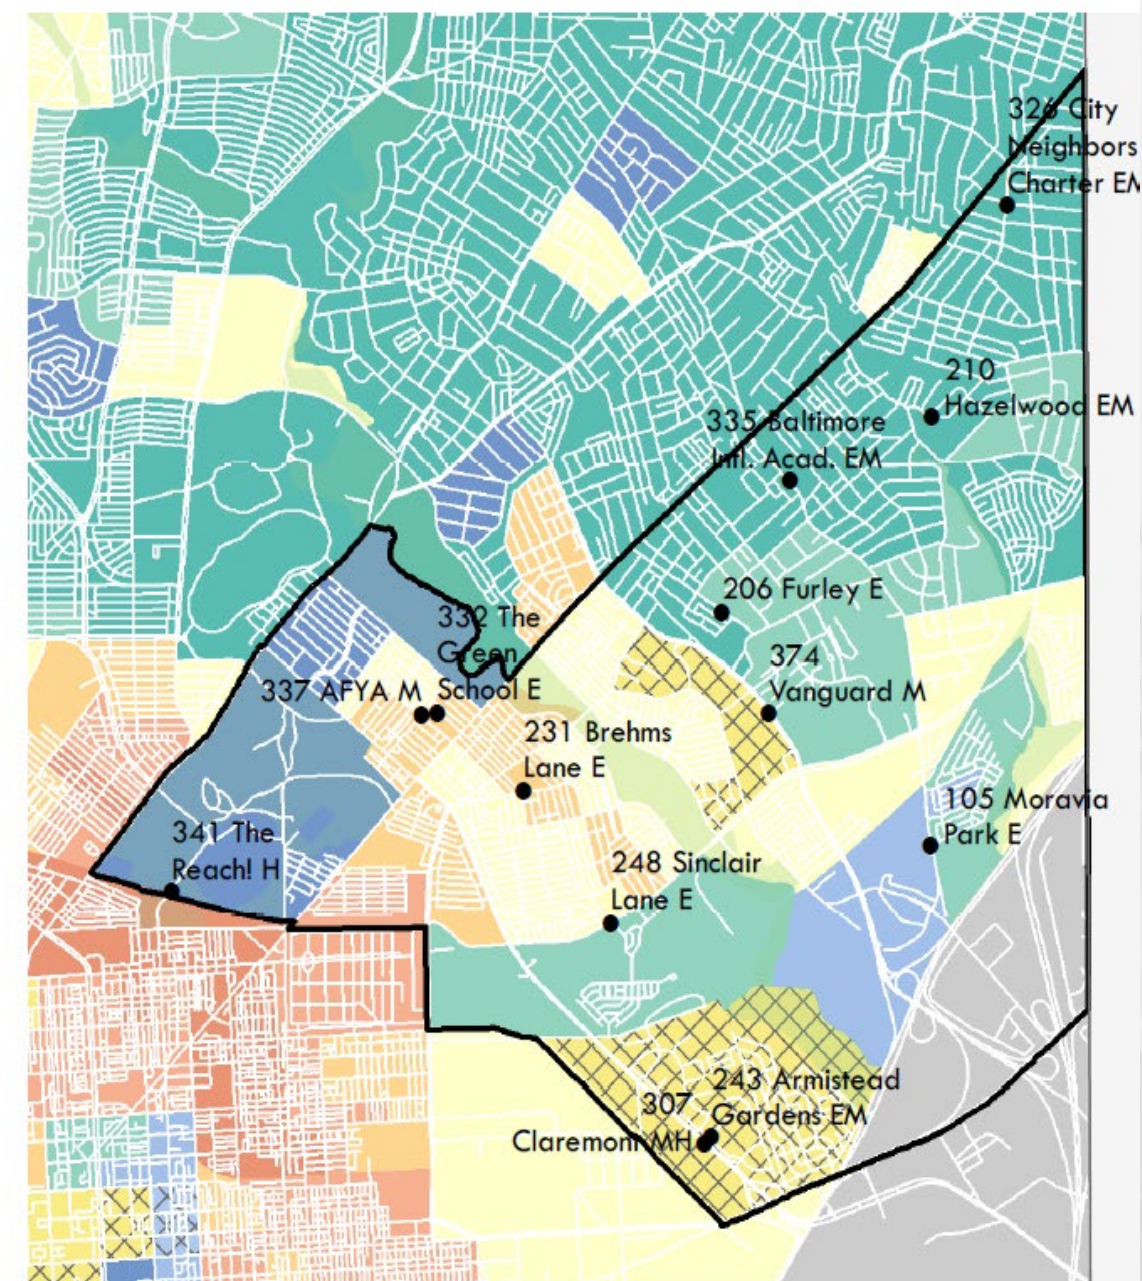 326 City
Neighbors
Charter EM
210
Hazelwood EM
335 Baltimore
Intl. Acad. EM
206 Furley E
332 The
Green
School E
374
Vanguard M
337 AFYA M
231 Brehms
Lane E
105 Moravia
Park E
341 The
Reach! H
248 Sinclair
Lane E
243 Armistead
Gardens EM
307
Claremont MH